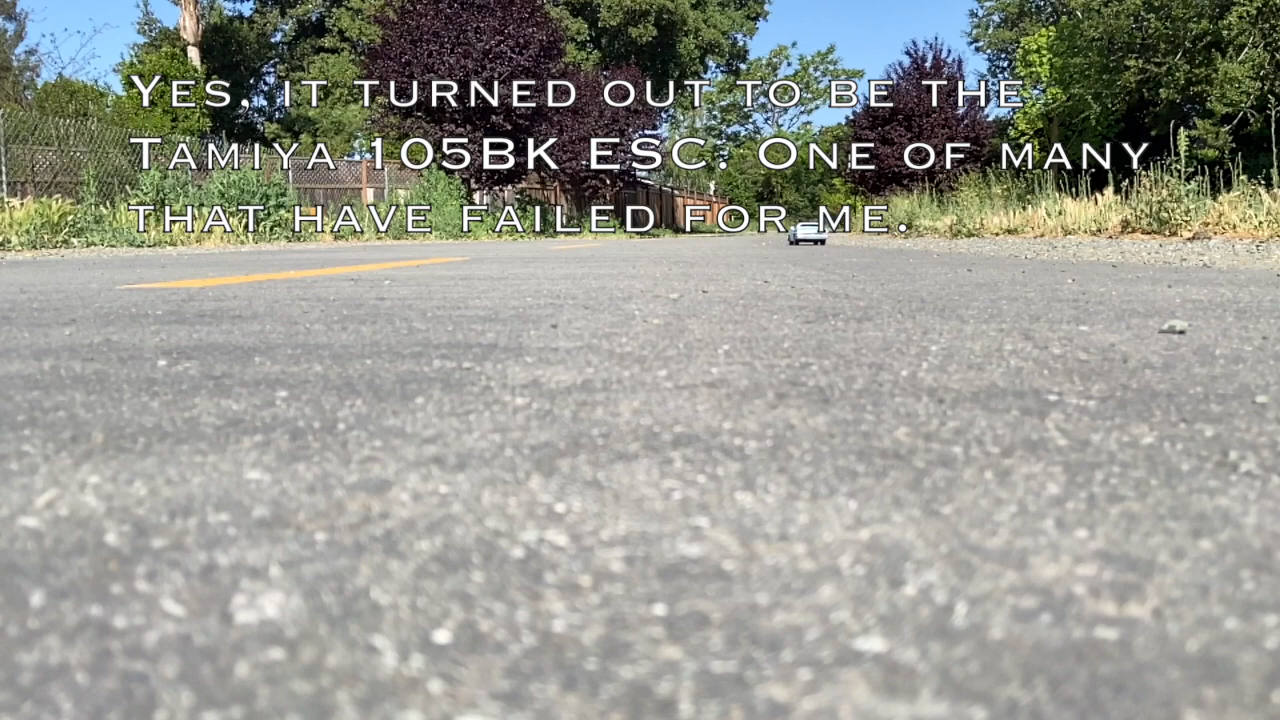 Yes, it turned out to be the
Tamiya 105BK ESC. One of many
that have failed for me.